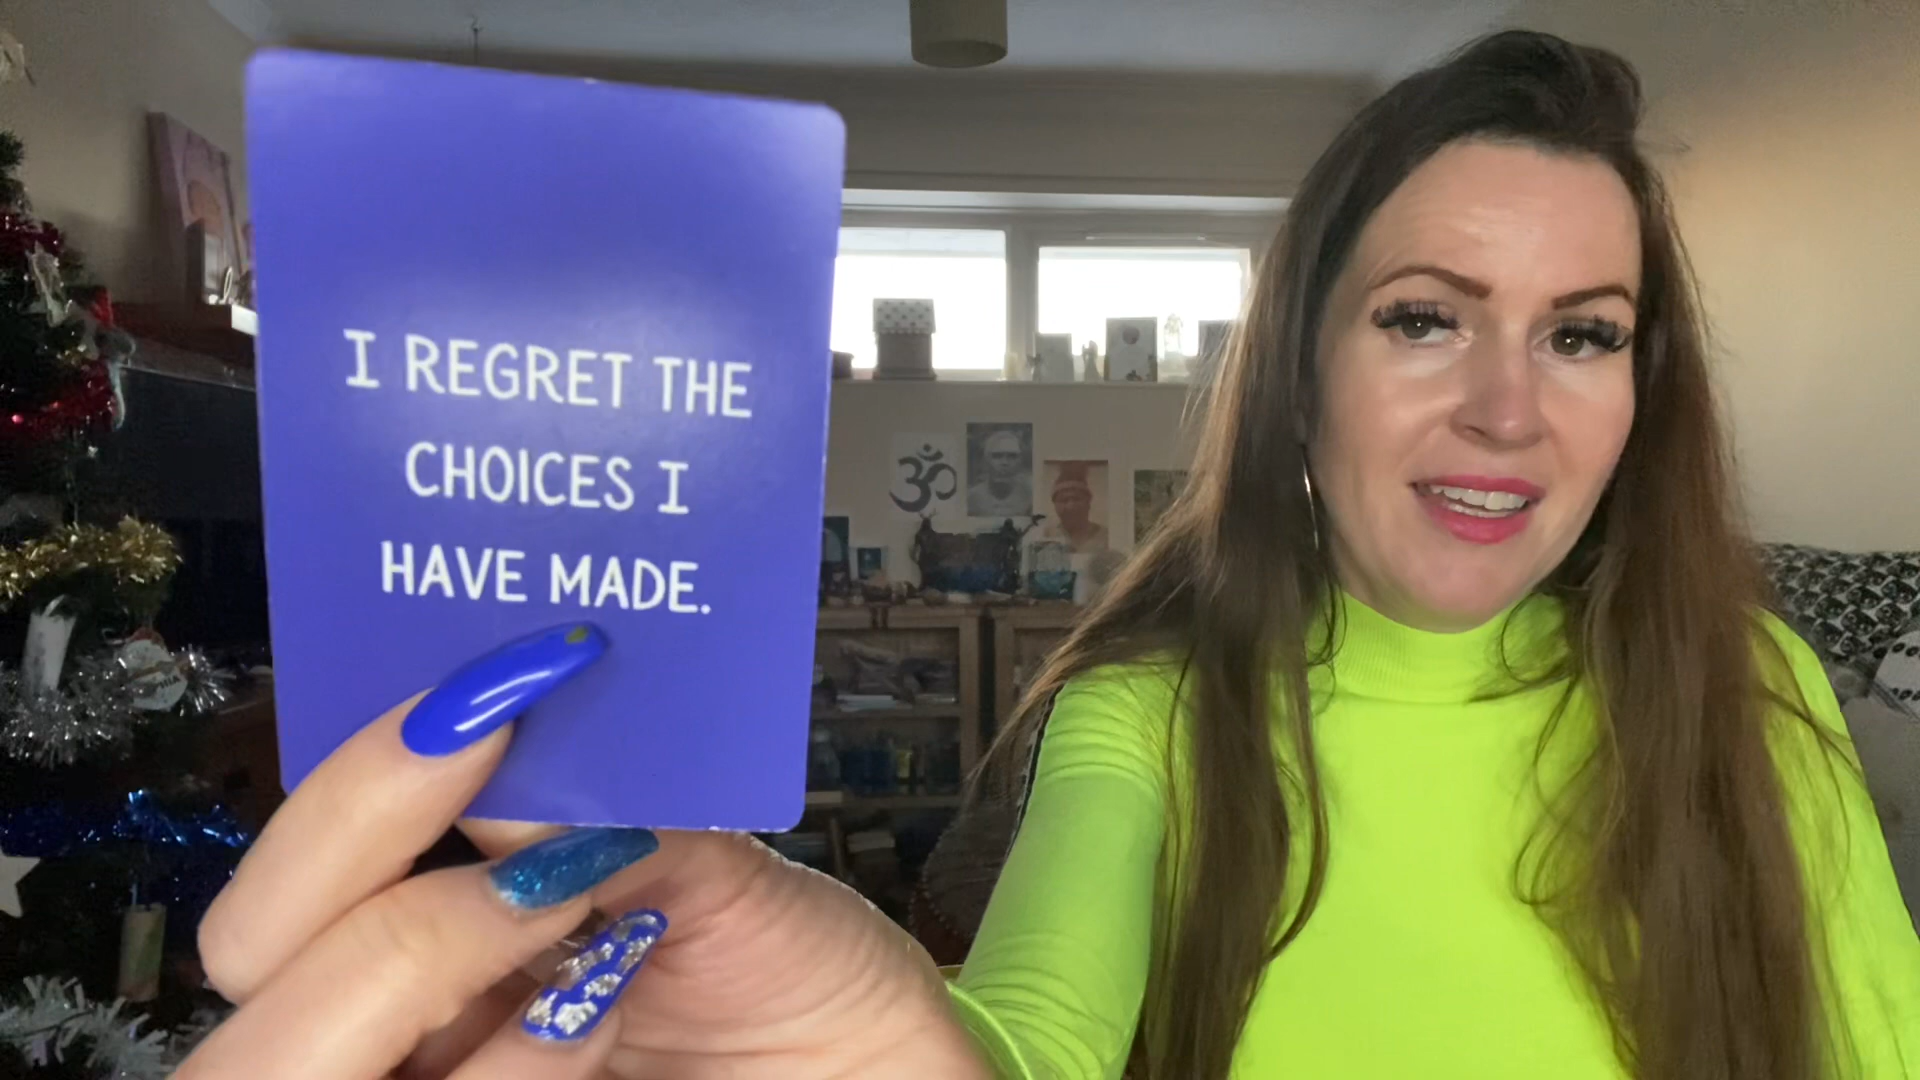 I REGRET THE
CHOICES I
HAVE MADE.
ॐ